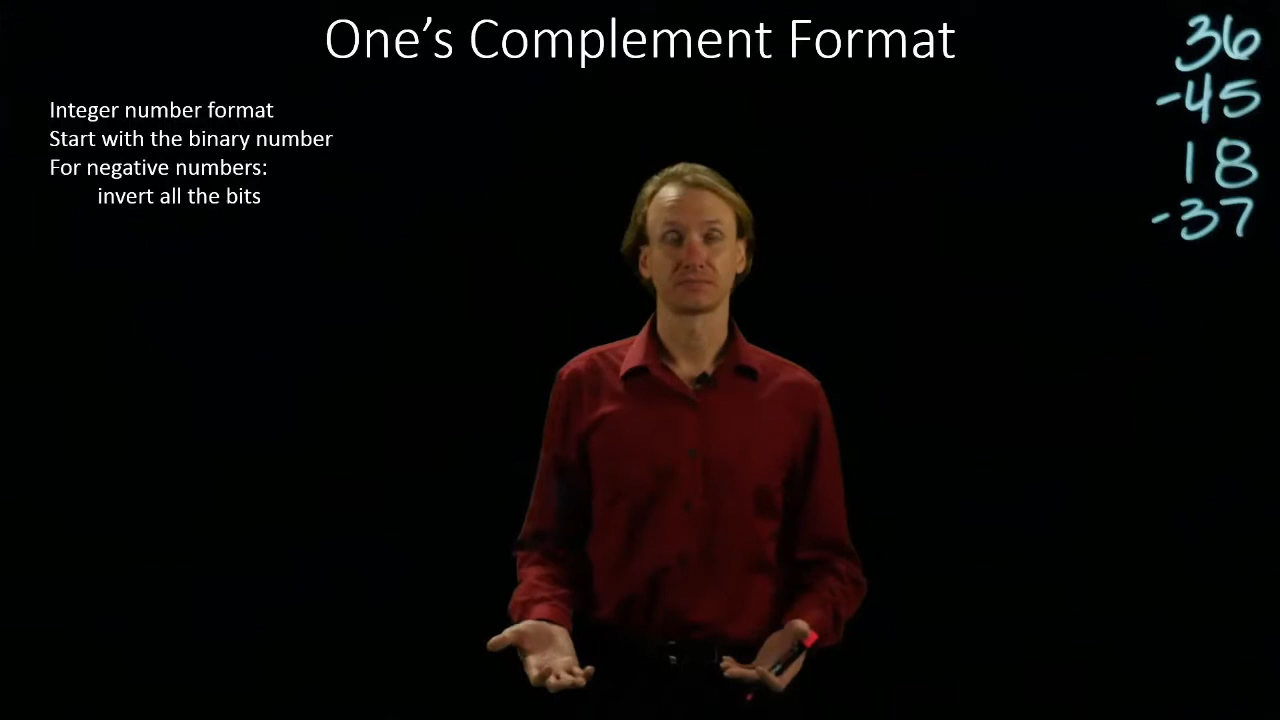 One's Complement Format
Integer number format
Start with the binary number
For negative numbers:
invert all the bits
36
-45
18
-37